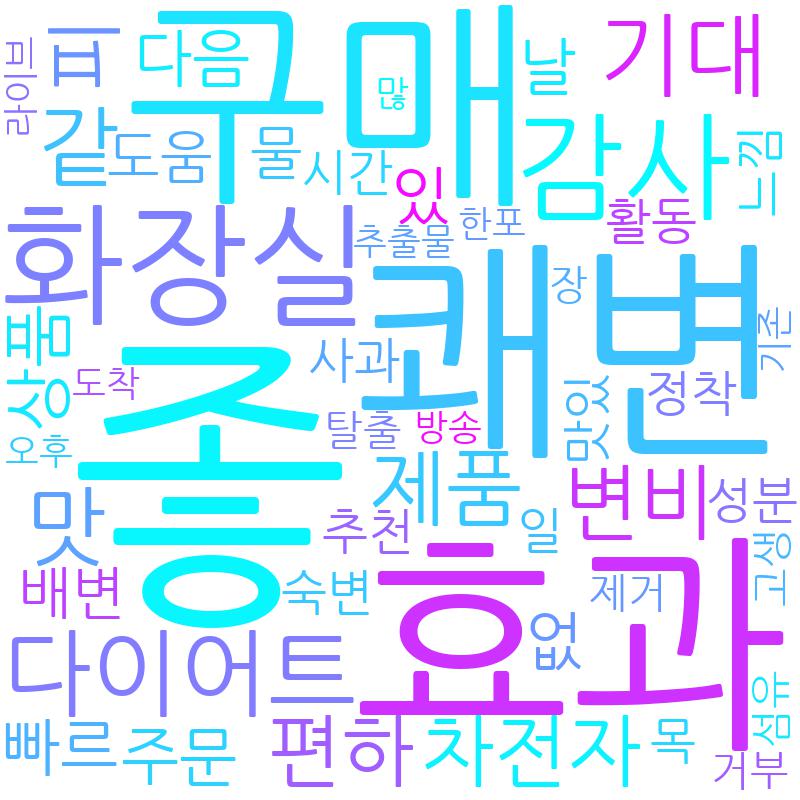 라이브
피
다음
구매
많
날
기대
같
도움
물
시간
있
감사
느낌
화장실
추출물
한포
활동
쾌변
장
기존
상품
도착
사과
좋
맛있
정착
오후
탈출
방송
맛
제품
추천
일
변비
성분
배변
숙변
효과
없
제거
고생
다이어트
섬유
빠르
주문
편하
차전자
목
거부